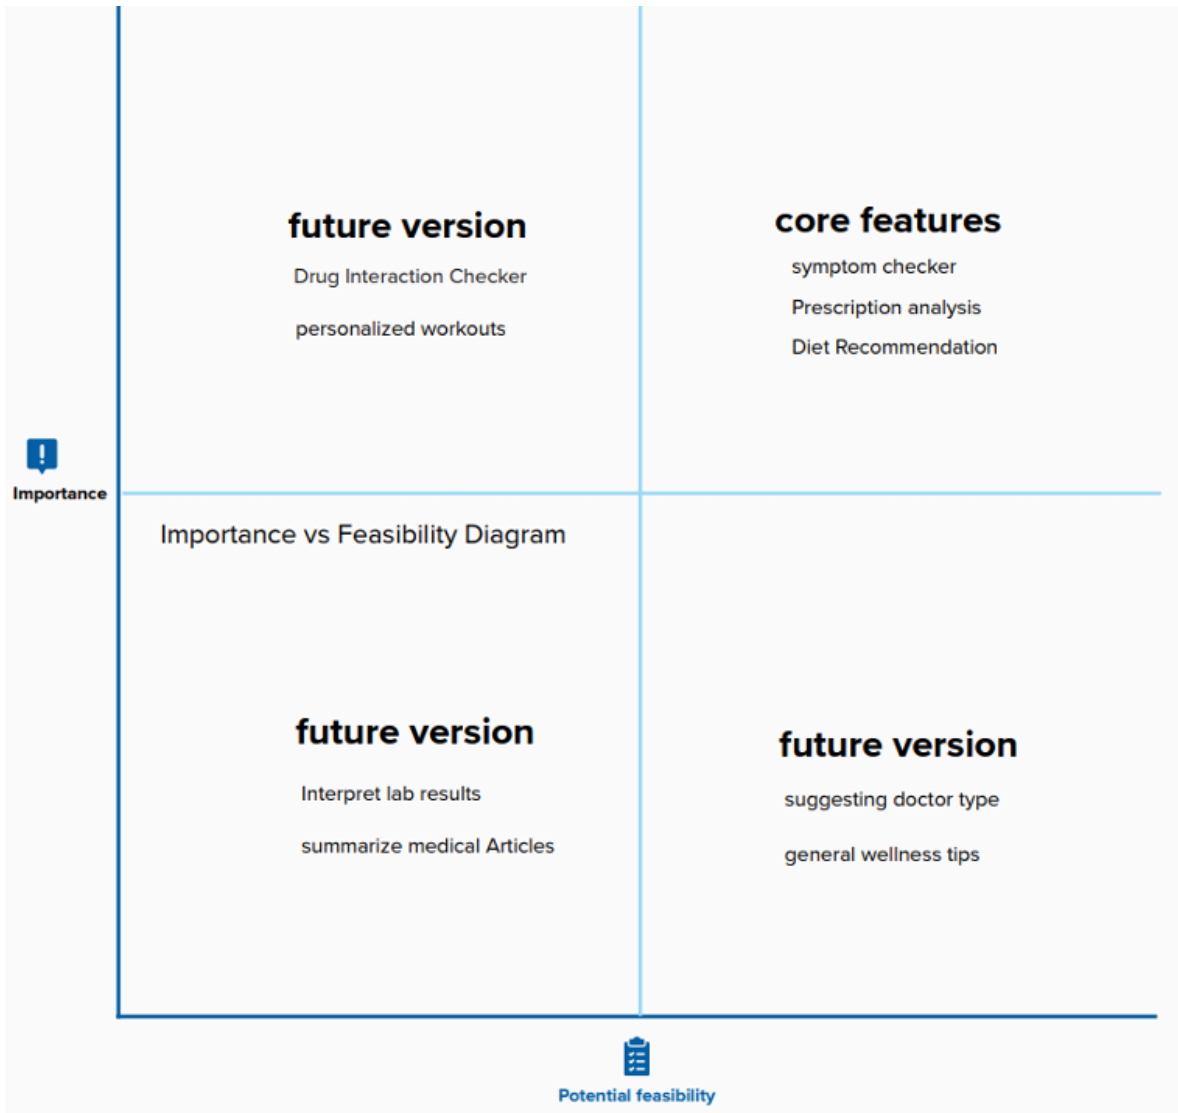 future version
Drug Interaction Checker
personalized workouts
core features
symptom checker
Prescription analysis
Diet Recommendation
Importance
Importance vs Feasibility Diagram
future version
Interpret lab results
summarize medical Articles
future version
suggesting doctor type
general wellness tips
Potential feasibility